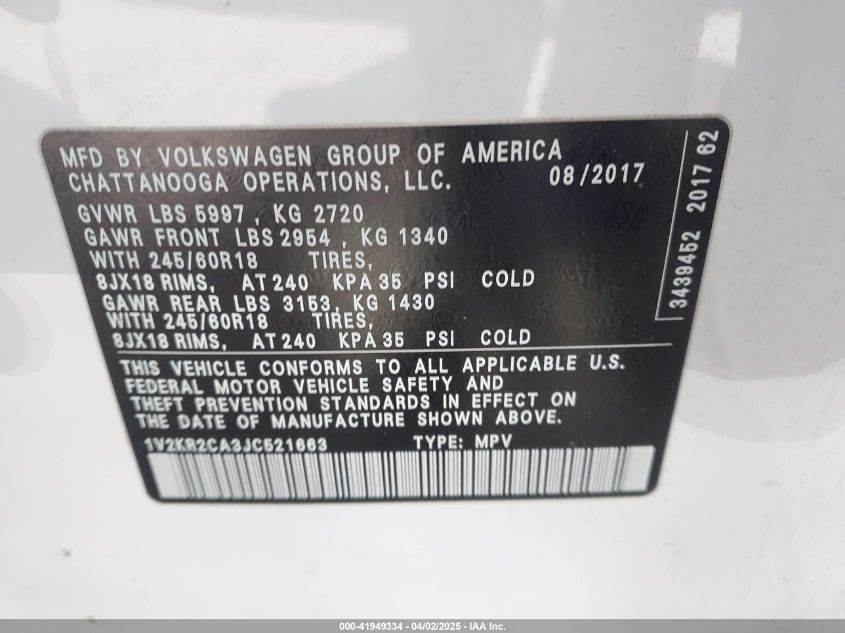 MFD BY VOLKSWAGEN GROUP OF AMERICA
CHATTANOOGA OPERATIONS, LLC. 08/2017
GVWR LBS 5997 , KG 2720
GAWR FRONT LBS 2954 , KG 1340
WITH 245/60R18 TIRES,
8JX18 RIMS, AT 240 KPA 35 PSI COLD
GAWR REAR LBS 3153, KG 1430
WITH 245/60R18 TIRES,
8JX18 RIMS, AT 240 KPA 35 PSI COLD
THIS VEHICLE CONFORMS TO ALL APPLICABLE U.S.
FEDERAL MOTOR VEHICLE SAFETY AND
THEFT PREVENTION STANDARDS IN EFFECT ON
THE DATE OF MANUFACTURE SHOWN ABOVE.
1V2KR2CA3JC521663 TYPE: MPV
3439452 2017 62
000-41949334 - 04/02/2025 - IAA Inc.